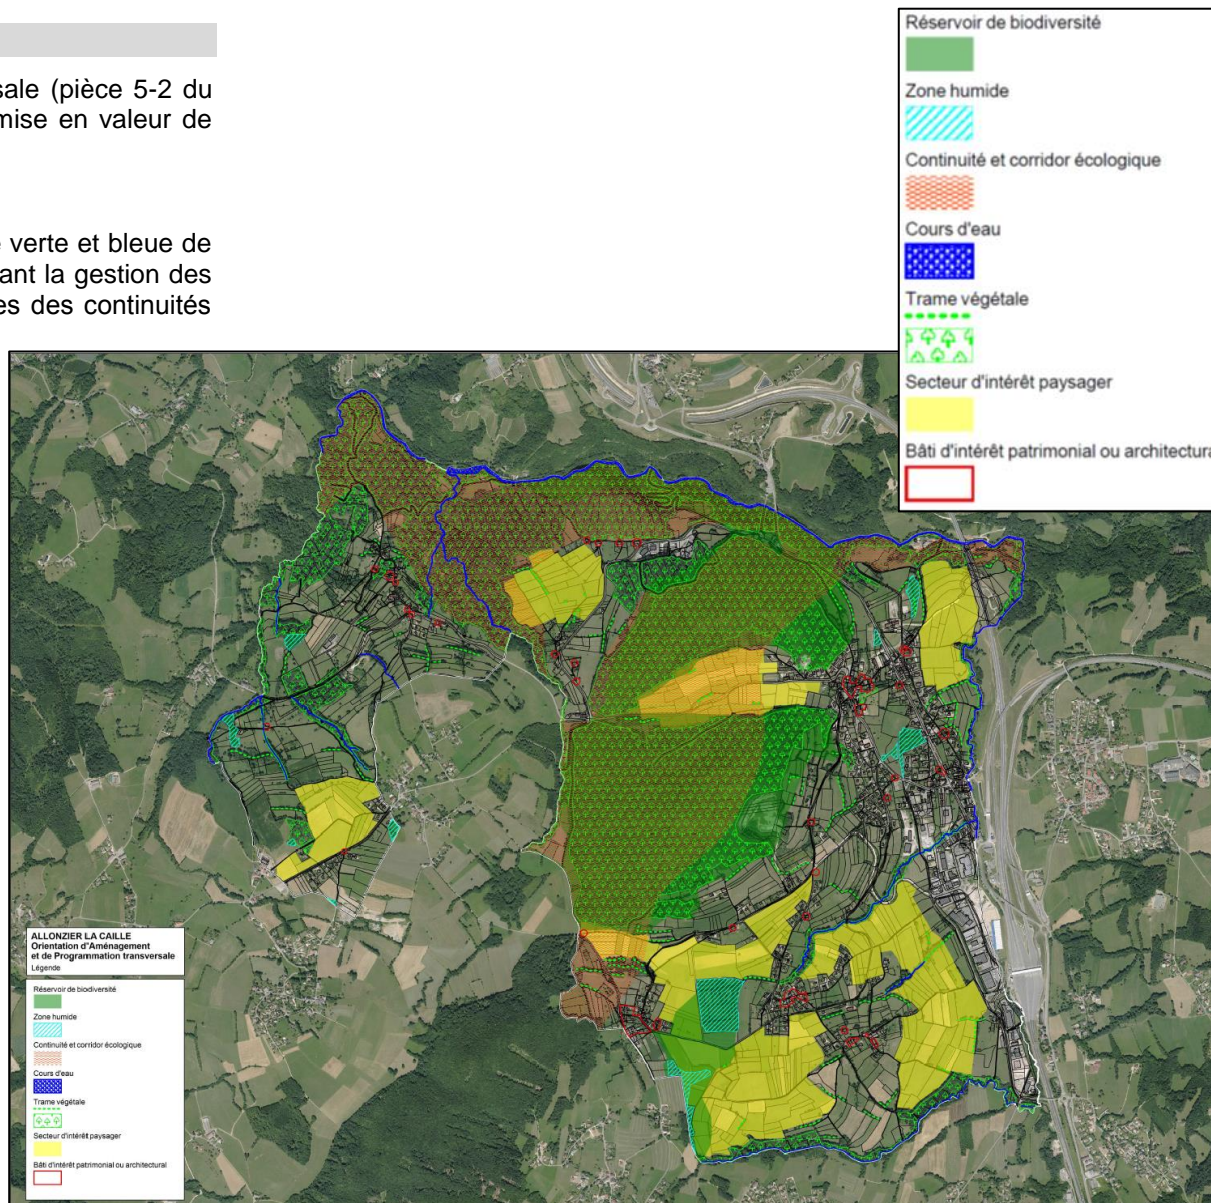 sale (pièce 5-2 du
mise en valeur de
verte et bleue de
ant la gestion des
es des continuités
Réservoir de biodiversité
Zone humide
Continuité et corridor écologique
Cours d'eau
Trame végétale
Secteur d'intérêt paysager
Bâti d'intérêt patrimonial ou architectura
ALLONZIER LA CAILLE
Orientation d'Aménagement
et de Programmation transversale
Légende
Réservoir de biodiversité
Zone humide
Continuité et corridor écologique
Cours d'eau
Trame végétale
Secteur d'intérêt paysager
Bâti d'intérêt patrimonial ou architectural